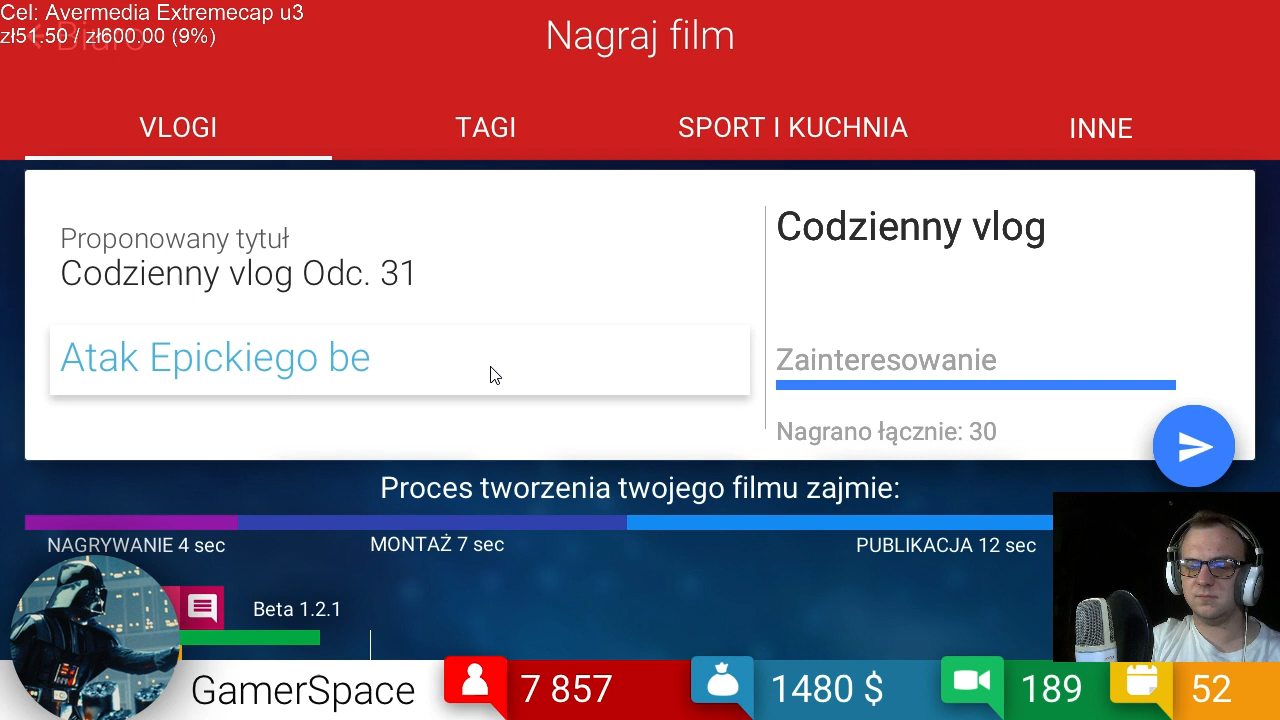 Cel: Avermedia Extremecap u3
zł51.50 / zł600.00 (9%)
Biuro
Nagraj film
VLOGI
TAGI
SPORT I KUCHNIA
INNE
Proponowany tytuł
Codzienny vlog Odc. 31
Atak Epickiego be
Codzienny vlog
Zainteresowanie
Nagrano łącznie: 30
Proces tworzenia twojego filmu zajmie:
NAGRYWANIE 4 sec
MONTAŻ 7 sec
PUBLIKACJA 12 sec
Beta 1.2.1
GamerSpace
7 857
1480 $
189
52